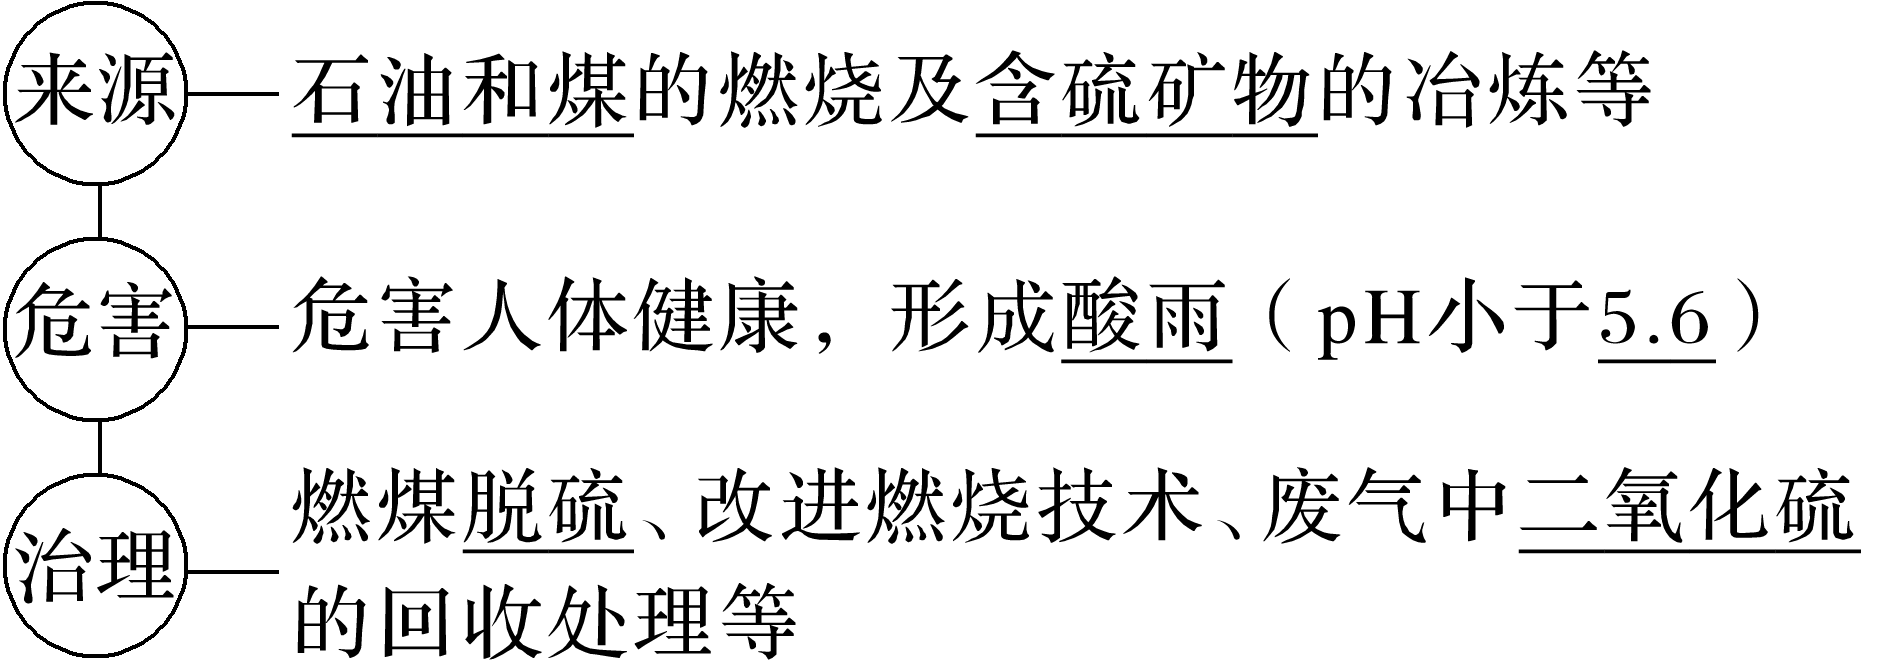 来源 石油和煤的燃烧及含硫矿物的冶炼等
危害 危害人体健康，形成酸雨（pH小于5.6）
治理 燃煤脱硫、改进燃烧技术、废气中二氧化硫
的回收处理等